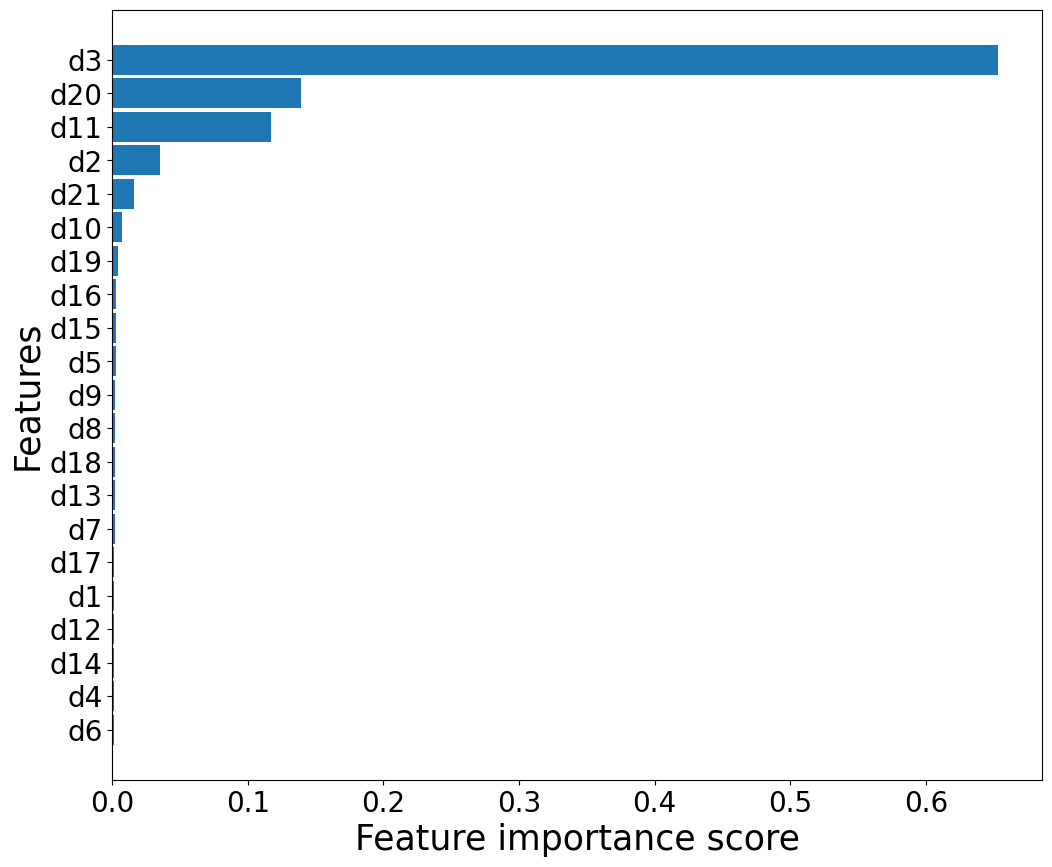 d3
d20
d11
d2
d21
d10
d19
d16
d15
d5
d9
d8
d18
d13
d7
d17
d1
d12
d14
d4
d6
Features
0.0 0.1 0.2 0.3 0.4 0.5 0.6
Feature importance score